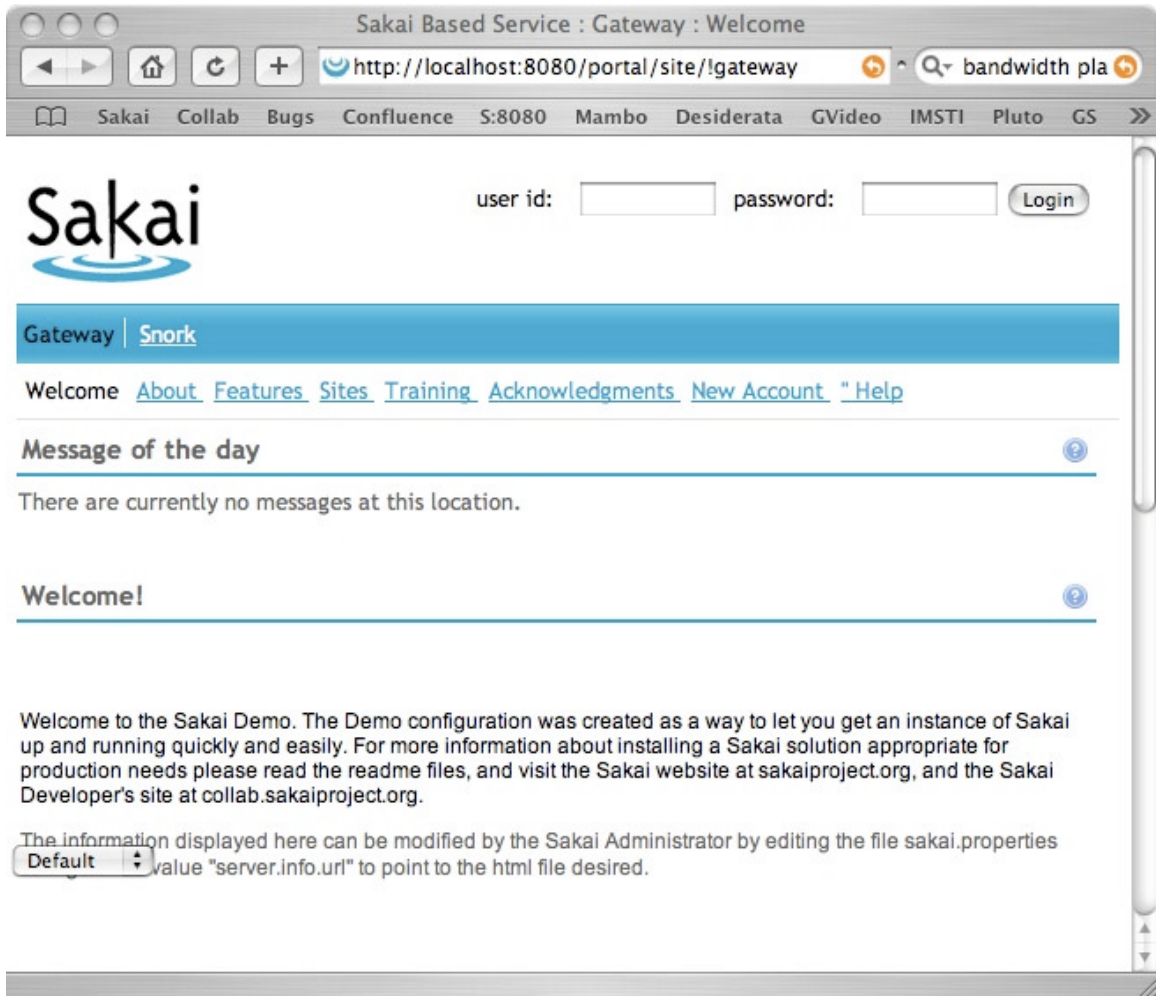 Sakai Based Service : Gateway : Welcome
http://localhost:8080/portal/site/!gateway bandwidth pla
Sakai Collab Bugs Confluence S:8080 Mambo Desiderata GVideo IMSTI Pluto GS
Sakai
user id: password: Login
Gateway Snork
Welcome About Features Sites Training Acknowledgments New Account " Help
Message of the day
There are currently no messages at this location.
Welcome!
Welcome to the Sakai Demo. The Demo configuration was created as a way to let you get an instance of Sakai
up and running quickly and easily. For more information about installing a Sakai solution appropriate for
production needs please read the readme files, and visit the Sakai website at sakaiproject.org, and the Sakai
Developer's site at collab.sakaiproject.org.
The information displayed here can be modified by the Sakai Administrator by editing the file sakai.properties
Default value "server.info.url" to point to the html file desired.